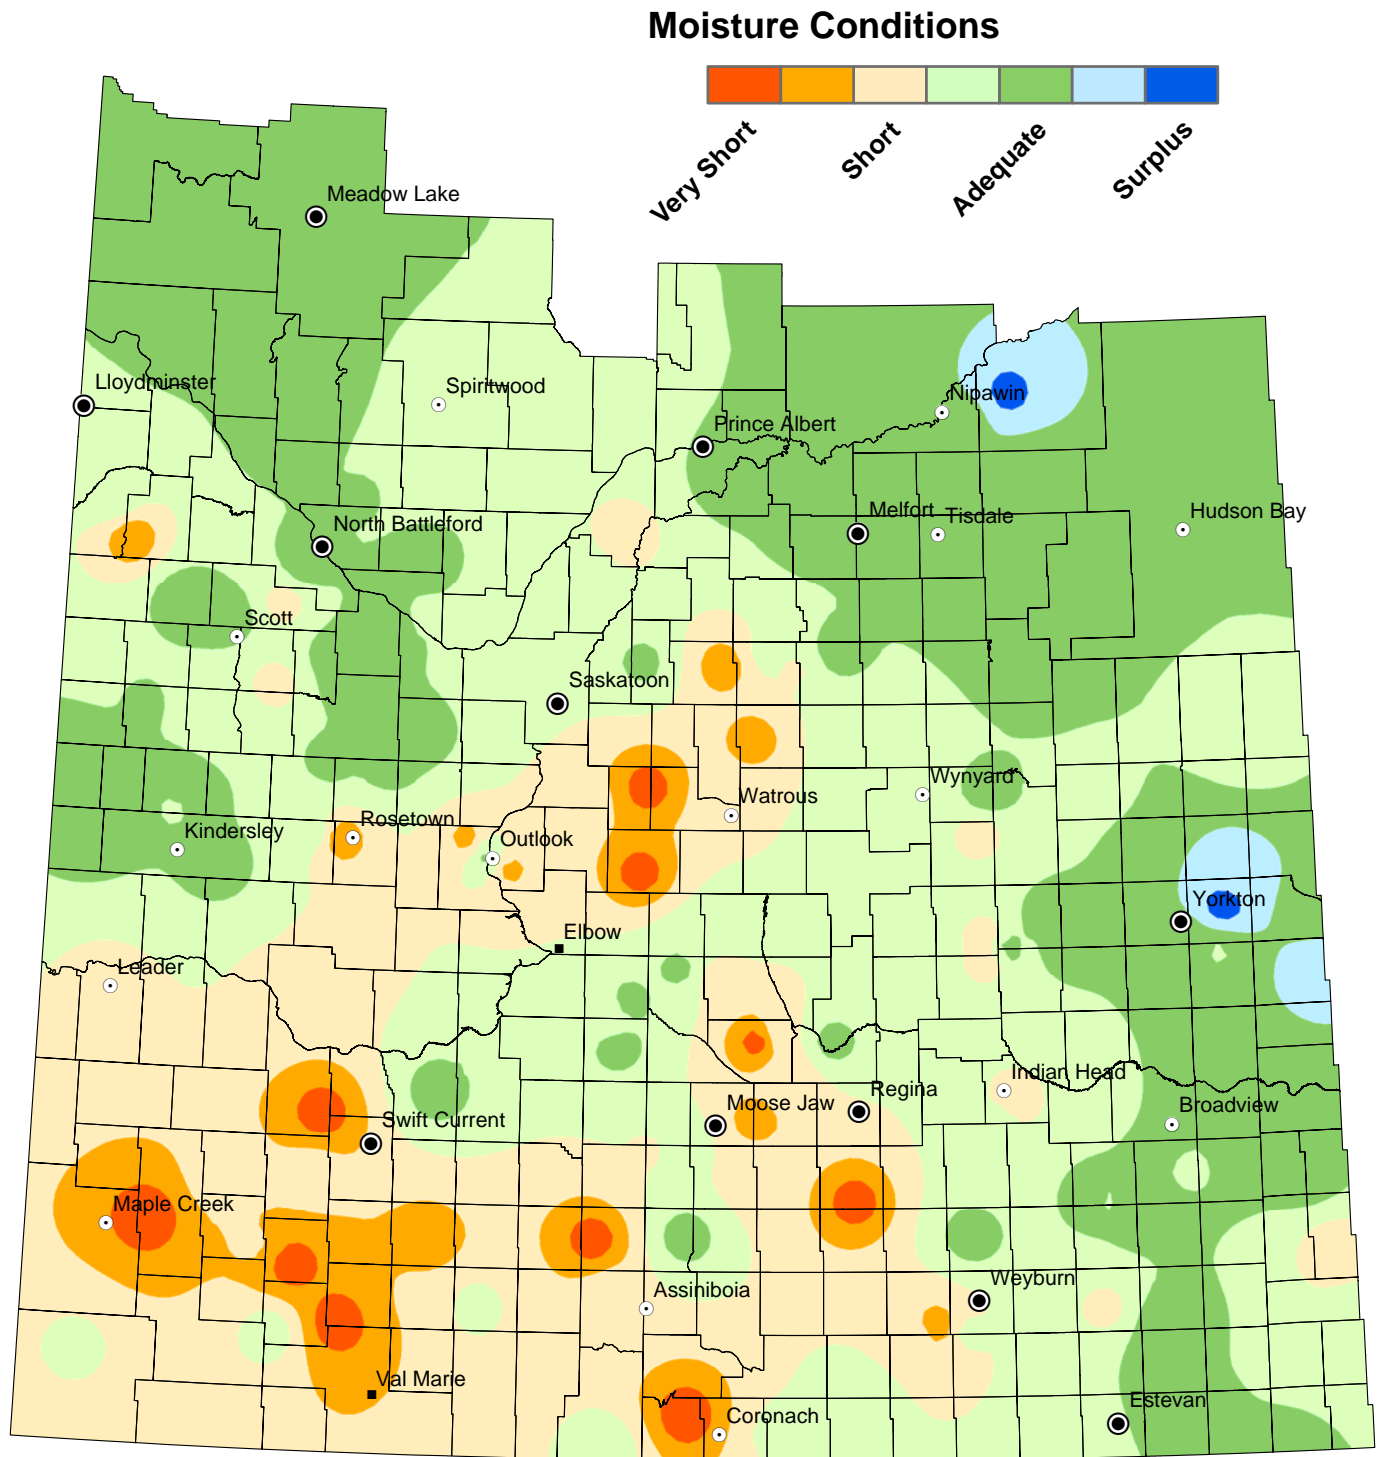 Moisture Conditions
Very Short
Short
Adequate
Surplus
Meadow Lake
Lloydminster
Spiritwood
Nipawin
Prince Albert
Melfort
Tisdale
Hudson Bay
North Battleford
Scott
Saskatoon
Wynyard
Watrous
Rosetown
Kindersley
Outlook
Yorkton
Elbow
Leader
Indian Head
Regina
Moose Jaw
Broadview
Swift Current
Maple Creek
Weyburn
Assiniboia
Val Marie
Estevan
Coronach